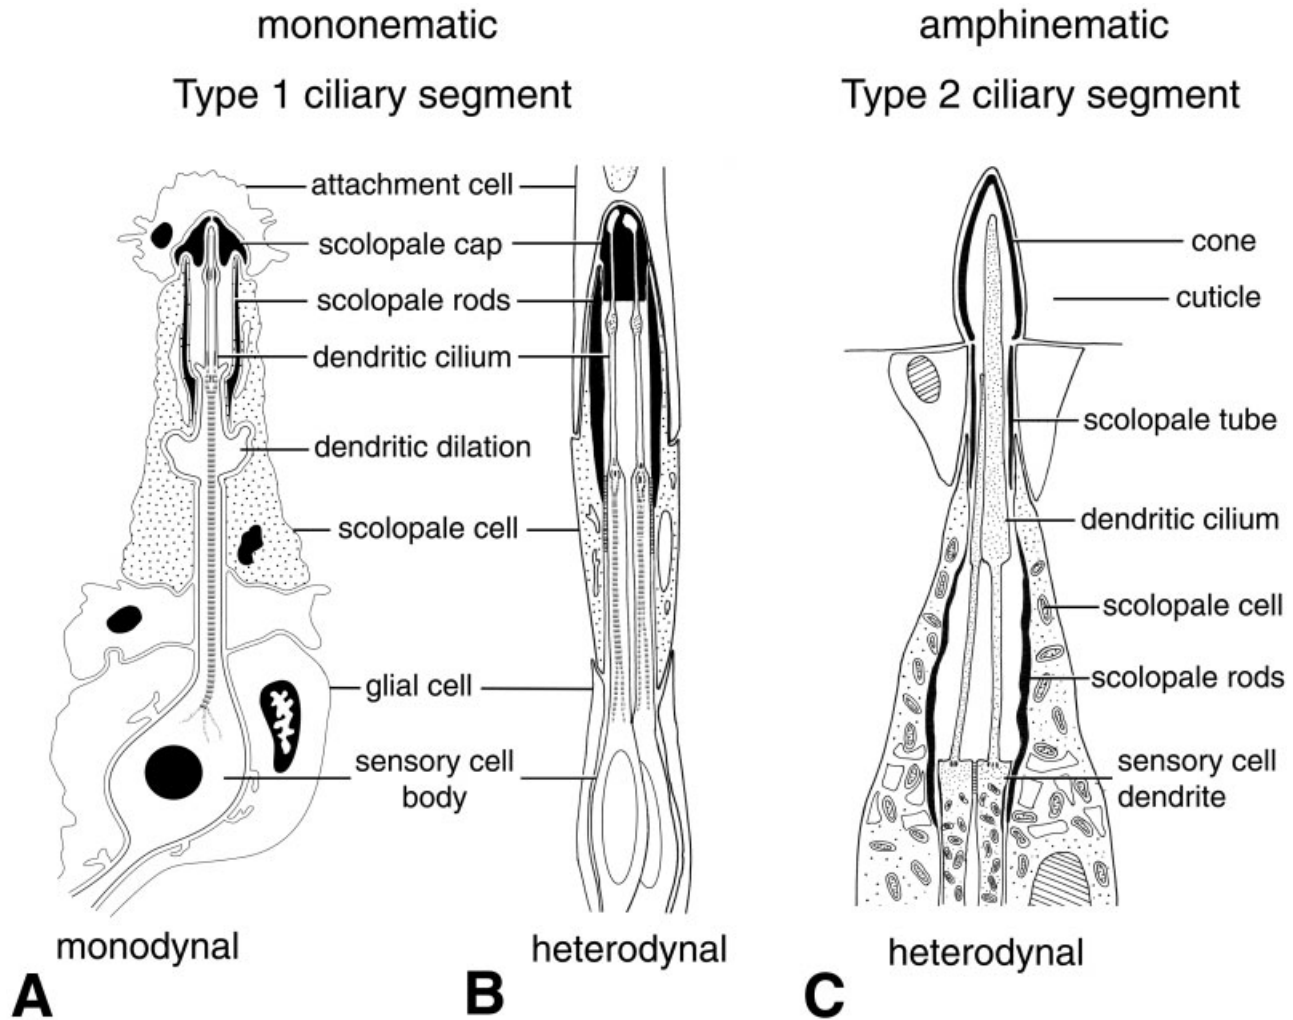 mononematic
amphinematic
Type 1 ciliary segment
Type 2 ciliary segment
attachment cell
scolopale cap
scolopale rods
dendritic cilium
dendritic dilation
scolopale cell
glial cell
sensory cell
body
cone
cuticle
scolopale tube
dendritic cilium
scolopale cell
scolopale rods
sensory cell
dendrite
monodynal
heterodynal
heterodynal
A
B
C